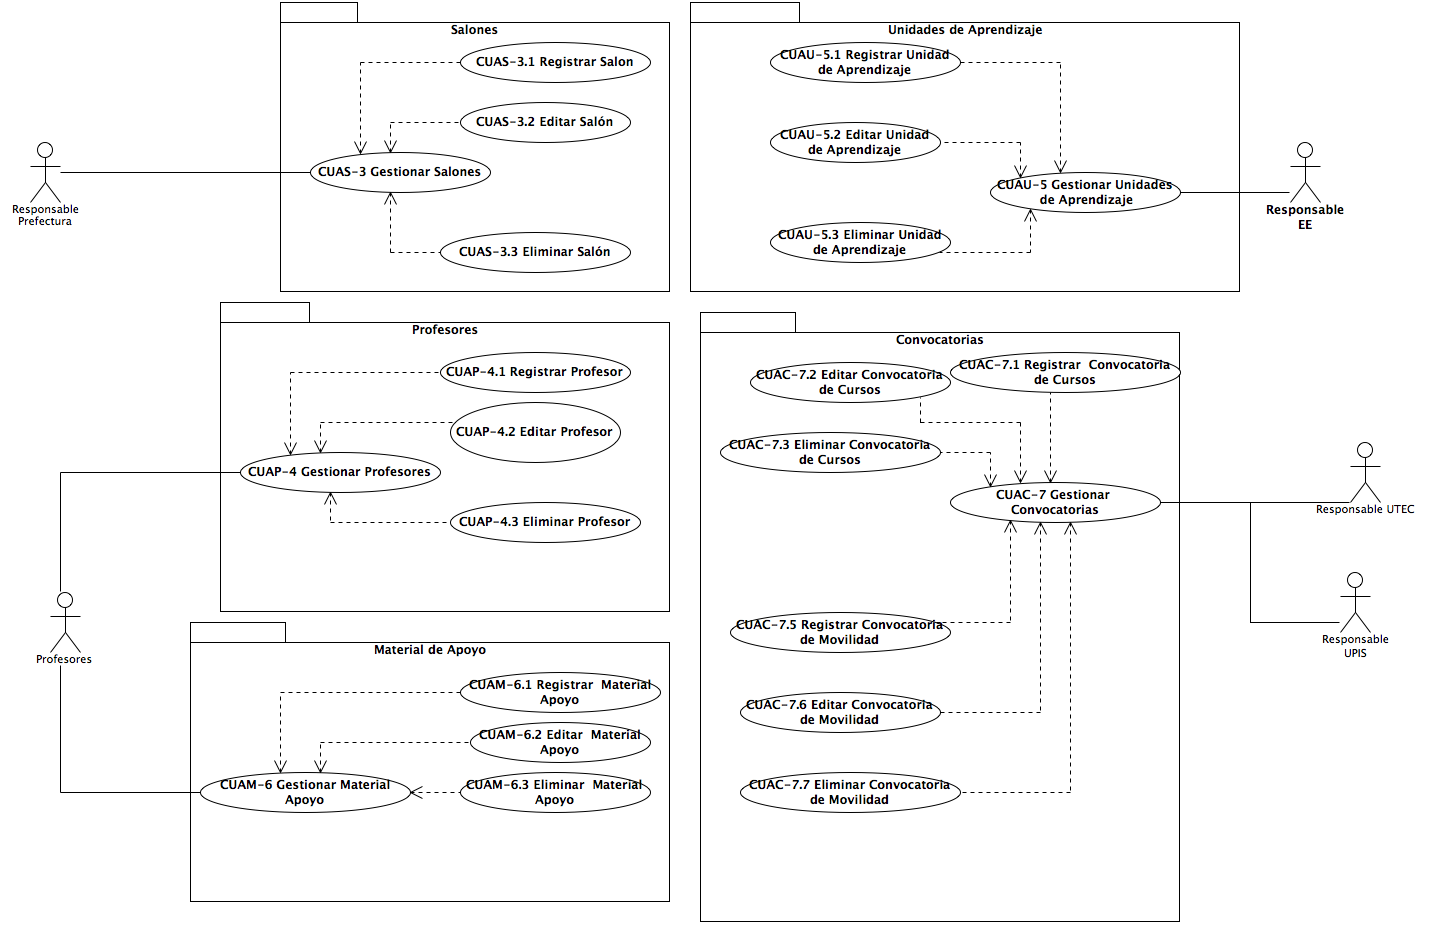 Salones
CUAS-3.1 Registrar Salon
CUAS-3.2 Editar Salón
CUAS-3 Gestionar Salones
CUAS-3.3 Eliminar Salón
Responsable
Prefectura
Unidades de Aprendizaje
CUAU-5.1 Registrar Unidad
de Aprendizaje
CUAU-5.2 Editar Unidad
de Aprendizaje
CUAU-5 Gestionar Unidades
de Aprendizaje
CUAU-5.3 Eliminar Unidad
de Aprendizaje
Responsable
EE
Profesores
CUAP-4.1 Registrar Profesor
CUAP-4.2 Editar Profesor
CUAP-4 Gestionar Profesores
CUAP-4.3 Eliminar Profesor
Profesores
Convocatorias
CUAC-7.2 Editar Convocatoria
de Cursos
CUAC-7.1 Registrar  Convocatoria
de Cursos
CUAC-7.3 Eliminar Convocatoria
de Cursos
CUAC-7 Gestionar
Convocatorias
CUAC-7.5 Registrar Convocatoria
de Movilidad
CUAC-7.6 Editar Convocatoria
de Movilidad
CUAC-7.7 Eliminar Convocatoria
de Movilidad
Responsable UTEC
Responsable
UPIS
Material de Apoyo
CUAM-6.1 Registrar  Material
Apoyo
CUAM-6.2 Editar  Material
Apoyo
CUAM-6 Gestionar Material
Apoyo
CUAM-6.3 Eliminar  Material
Apoyo